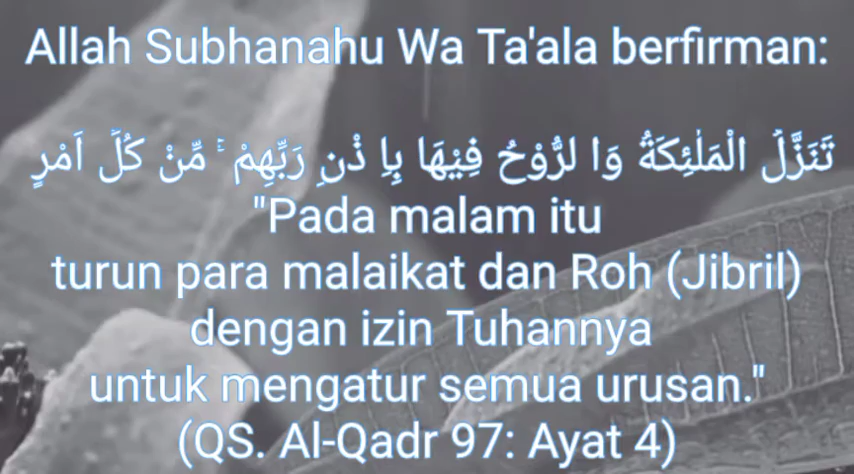 Allah Subhanahu Wa Ta'ala berfirman:
تَنَزَّلُ الْمَلٰٓئِكَةُ وَا لرُّوْحُ فِيْهَا بِاِ ذْنِ رَبِّهِمْ ۚ مِّنْ كُلِّ اَمْرٍ
"Pada malam itu
turun para malaikat dan Roh (Jibril)
dengan izin Tuhannya
untuk mengatur semua urusan."
(QS. Al-Qadr 97: Ayat 4)